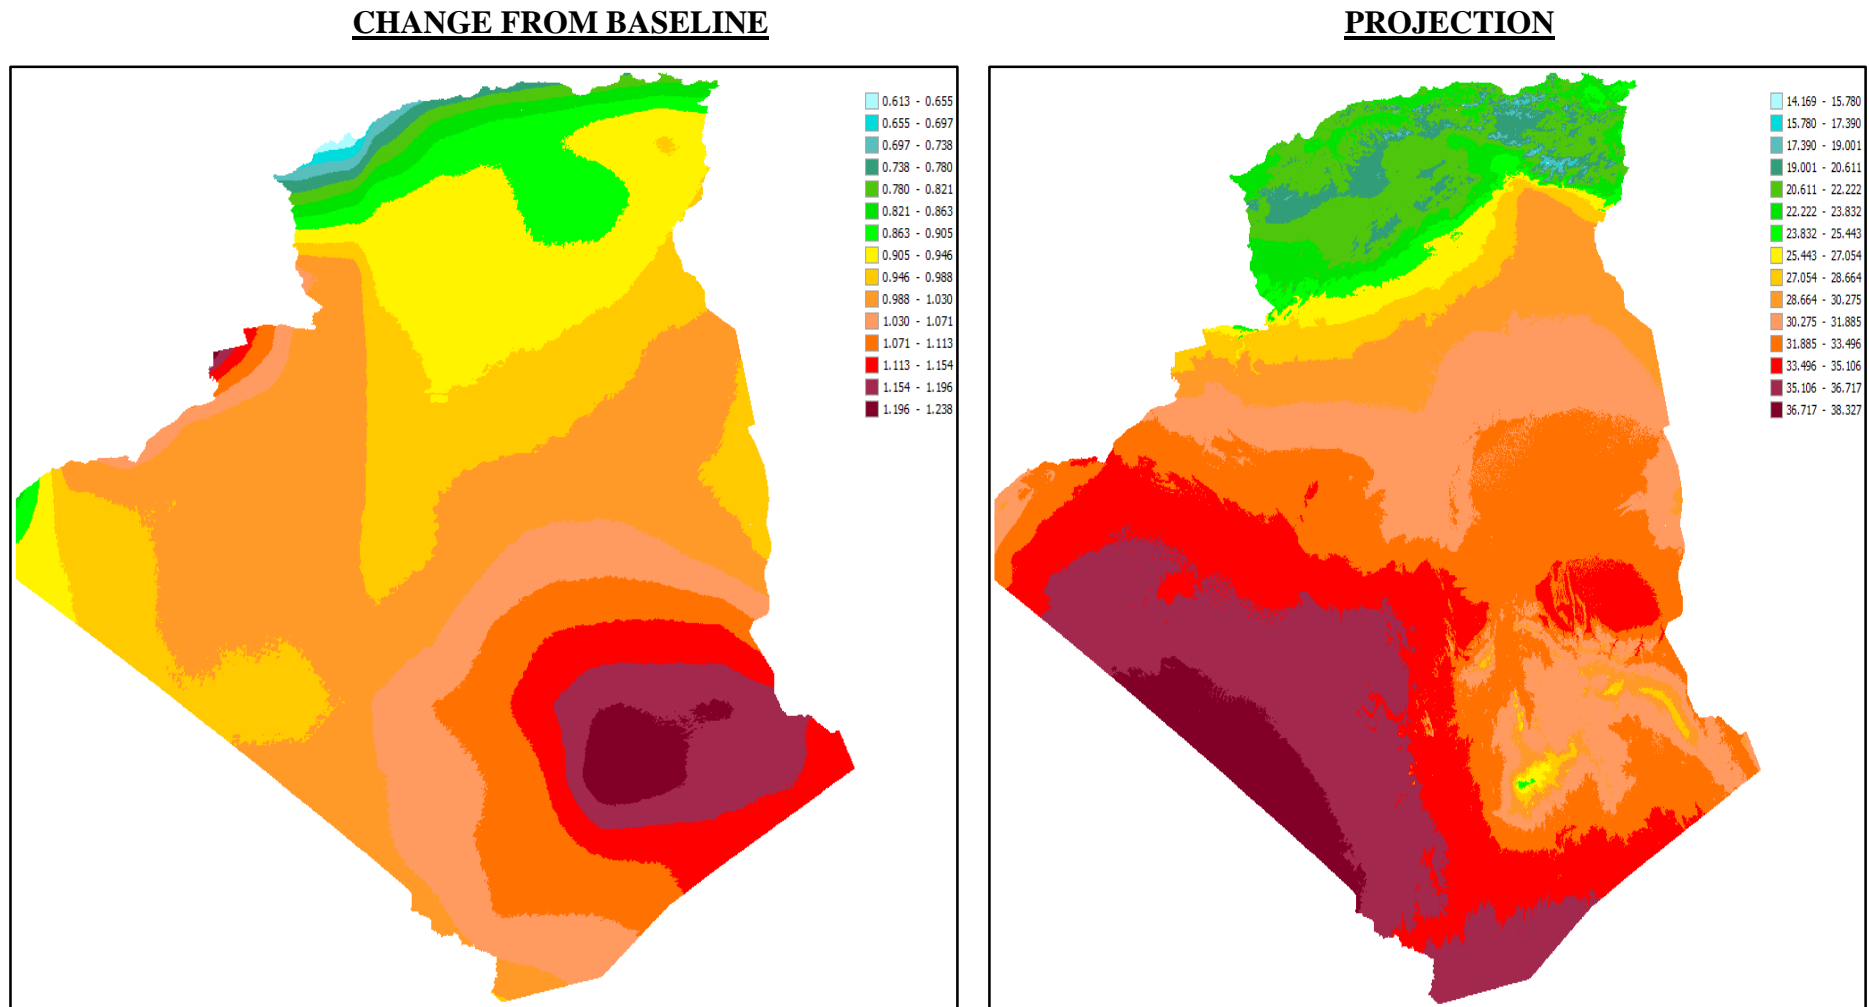 CHANGE FROM BASELINE
0.613 - 0.655
0.655 - 0.697
0.697 - 0.738
0.738 - 0.780
0.780 - 0.821
0.821 - 0.863
0.863 - 0.905
0.905 - 0.946
0.946 - 0.988
0.988 - 1.030
1.030 - 1.071
1.071 - 1.113
1.113 - 1.154
1.154 - 1.196
1.196 - 1.238
PROJECTION
14.169 - 15.780
15.780 - 17.390
17.390 - 19.001
19.001 - 20.611
20.611 - 22.222
22.222 - 23.832
23.832 - 25.443
25.443 - 27.054
27.054 - 28.664
28.664 - 30.275
30.275 - 31.885
31.885 - 33.496
33.496 - 35.106
35.106 - 36.717
36.717 - 38.327